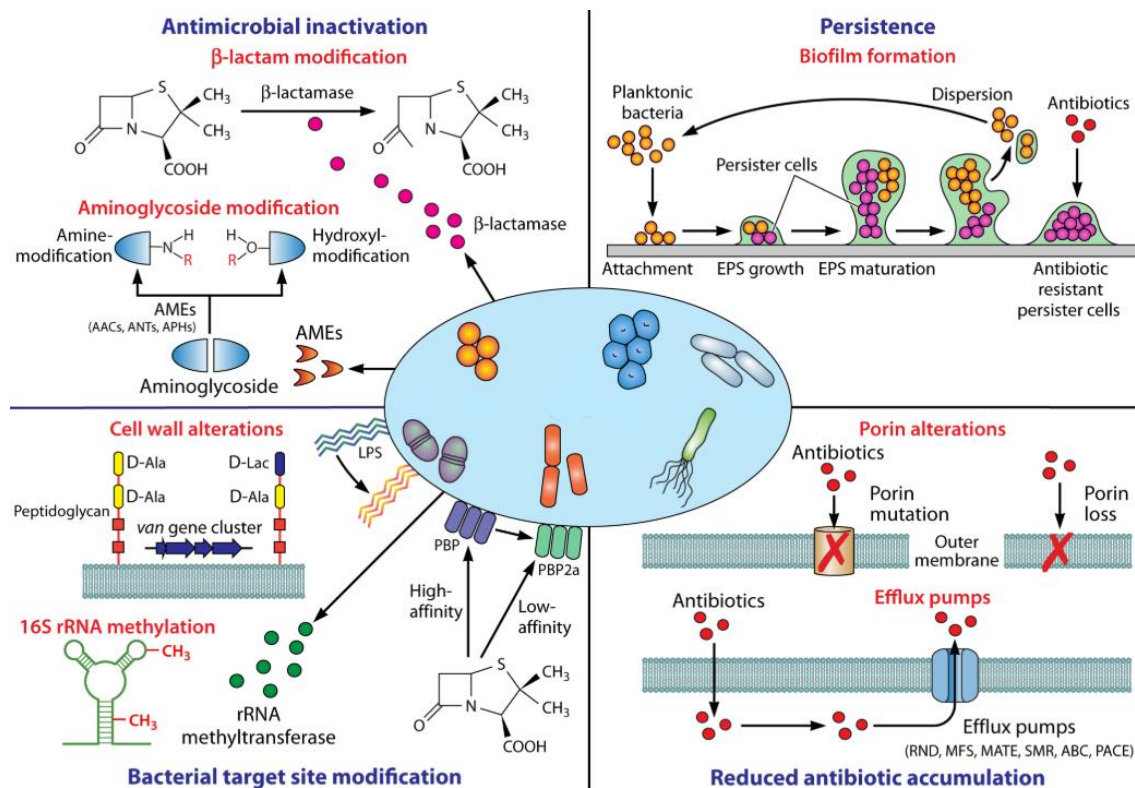 Antimicrobial inactivation
β-lactam modification
β-lactamase
S
CH₃
CH₃
N
O
COOH
S
CH₃
CH₃
N
O
COOH
β-lactamase
Aminoglycoside modification
Amine-
modification
H
N
R
H
O
R
Hydroxyl-
modification
AMEs
(AACs, ANTs, APHs)
Aminoglycoside
AMEs
Persistence
Biofilm formation
Planktonic
bacteria
Dispersion
Antibiotics
Persister cells
Attachment
EPS growth
EPS maturation
Antibiotic
resistant
persister cells
Cell wall alterations
D-Ala
D-Lac
D-Ala
D-Ala
Peptidoglycan
van gene cluster
LPS
PBP
PBP2a
High-
affinity
Low-
affinity
16S rRNA methylation
CH₃
CH₃
rRNA
methyltransferase
S
CH₃
CH₃
N
O
COOH
Bacterial target site modification
Porin alterations
Antibiotics
Porin
mutation
Porin
loss
Outer
membrane
Antibiotics
Efflux pumps
Efflux pumps
(RND, MFS, MATE, SMR, ABC, PACE)
Reduced antibiotic accumulation